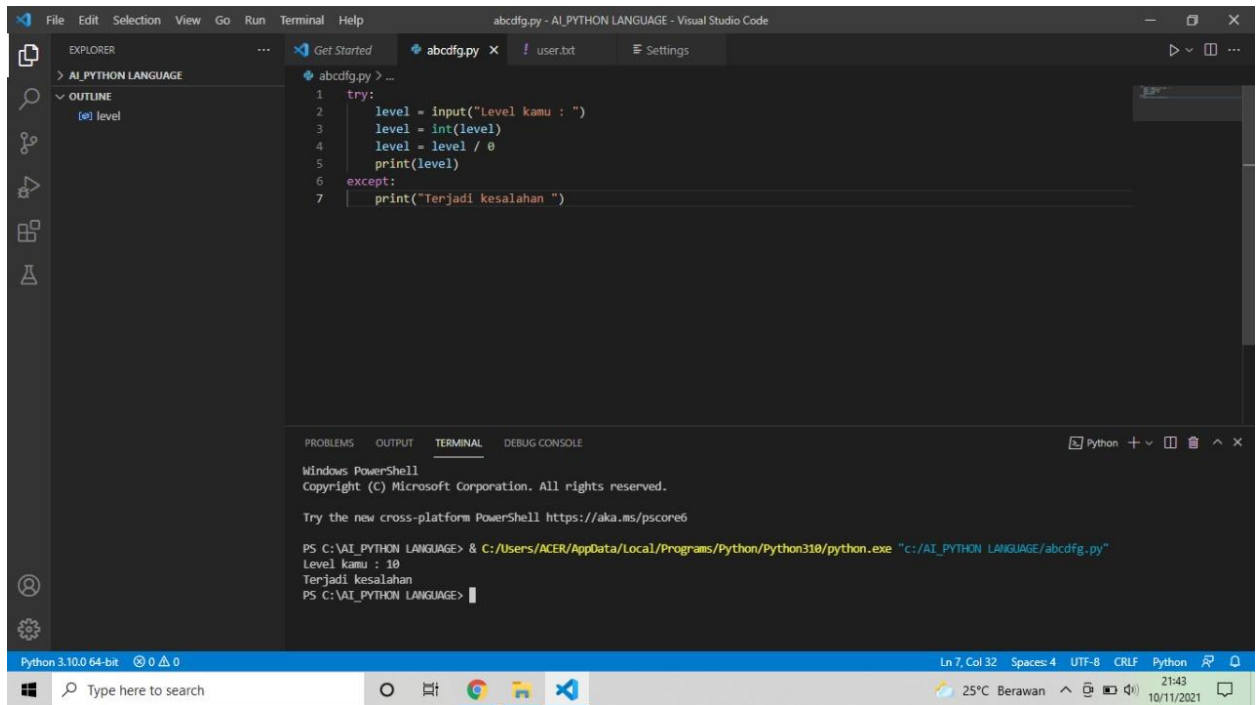 File Edit Selection View Go Run Terminal Help abcdfg.py - AI_PYTHON LANGUAGE - Visual Studio Code
EXPLORER ...
Get Started abcdfg.py ! user.txt Settings
> AI_PYTHON LANGUAGE
OUTLINE
[ø] level
abcdfg.py > ...
1 try:
2 level = input("Level kamu : ")
3 level = int(level)
4 level = level / 0
5 print(level)
6 except:
7 print("Terjadi kesalahan ")
PROBLEMS OUTPUT TERMINAL DEBUG CONSOLE
Python
Windows PowerShell
Copyright (C) Microsoft Corporation. All rights reserved.
Try the new cross-platform PowerShell https://aka.ms/pscore6
PS C:\AI_PYTHON LANGUAGE> & C:/Users/ACER/AppData/Local/Programs/Python/Python310/python.exe "c:/AI_PYTHON LANGUAGE/abcdfg.py"
Level kamu : 10
Terjadi kesalahan
PS C:\AI_PYTHON LANGUAGE>
Python 3.10.0 64-bit 0 0 Ln 7, Col 32 Spaces: 4 UTF-8 CRLF Python
Type here to search
25°C Berawan
21:43
10/11/2021